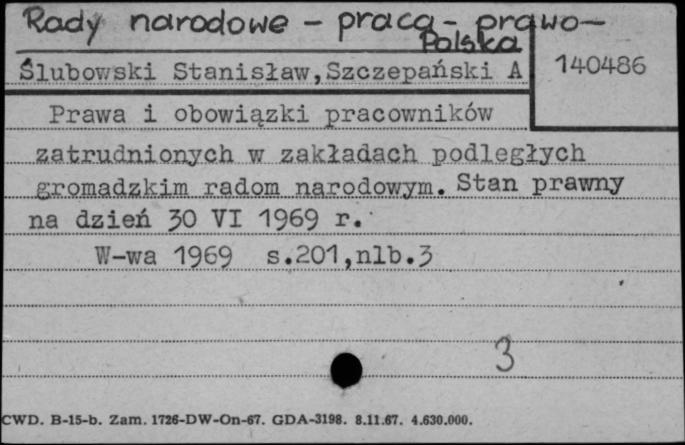 Rady narodowe - praca - prawo -
Polska
Ślubowski Stanisław, Szczepański A
140486
Prawa i obowiązki pracowników
zatrudnionych w zakładach podległych
gromadzkim radom narodowym. Stan prawny
na dzień 30 VI 1969 r.
W-wa 1969 s.201,nlb.3
3
CWD. B-15-b. Zam. 1726-DW-On-67. GDA-3198. 8.11.67. 4.630.000.